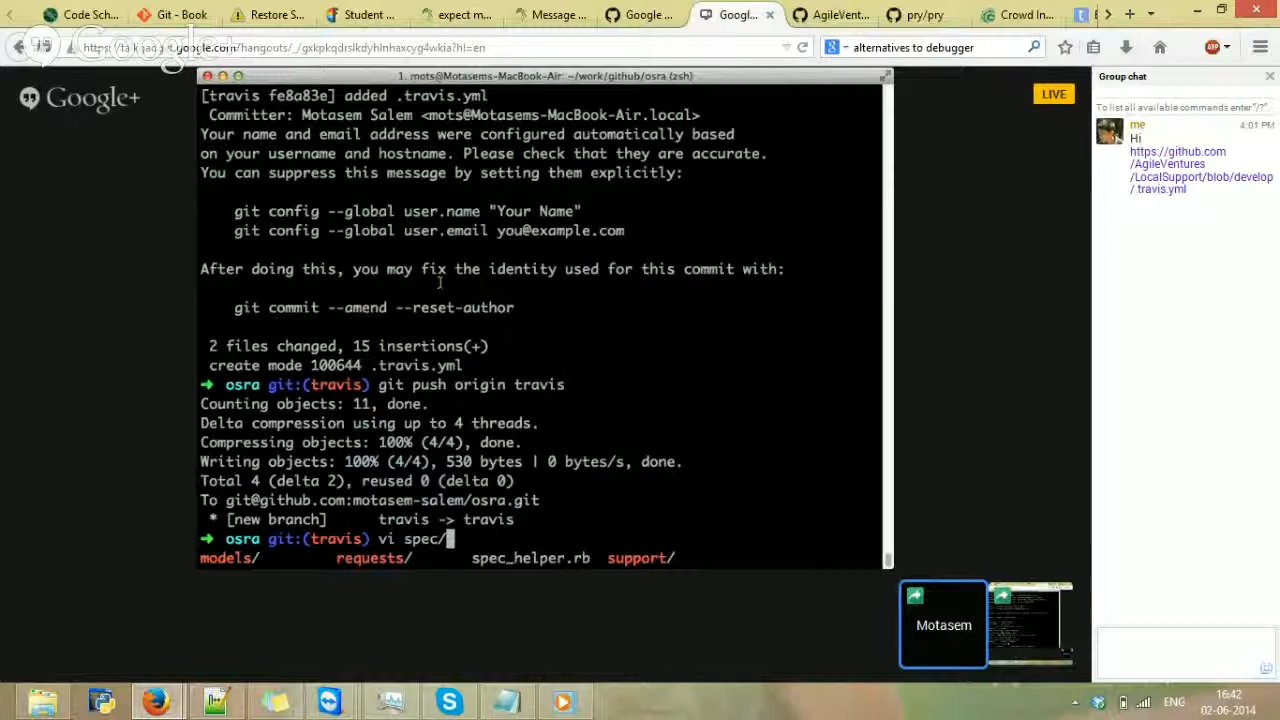 Code Sch...
Git - Book
Restore ...
Student ...
expect m...
Message ...
Google ...
Googl...
AgileVent...
pry/pry
Crowd In...
gxkpkqdrslkdyhlnhaxcyg4wkia?hl=en
alternatives to debugger
ABP
Google+
LIVE
1. mots@Motasems-MacBook-Air: ~/work/github/osra (zsh)
[travis fe8a83e] added .travis.yml
Committer: Motasem Salem <mots@Motasems-MacBook-Air.local>
Your name and email address were configured automatically based
on your username and hostname. Please check that they are accurate.
You can suppress this message by setting them explicitly:
git config --global user.name "Your Name"
git config --global user.email you@example.com
After doing this, you may fix the identity used for this commit with:
git commit --amend --reset-author
2 files changed, 15 insertions(+)
create mode 100644 .travis.yml
➜ osra git:(travis) git push origin travis
Counting objects: 11, done.
Delta compression using up to 4 threads.
Compressing objects: 100% (4/4), done.
Writing objects: 100% (4/4), 530 bytes | 0 bytes/s, done.
Total 4 (delta 2), reused 0 (delta 0)
To git@github.com:motasem-salem/osra.git
* [new branch] travis -> travis
➜ osra git:(travis) vi spec/
models/ requests/ spec_helper.rb support/
Group chat
To list all available commands enter "/?".
me 4:01 PM
Hi
https://github.com
/AgileVentures
/LocalSupport/blob/develop
/.travis.yml
Motasem
ENG
16:42
02-06-2014